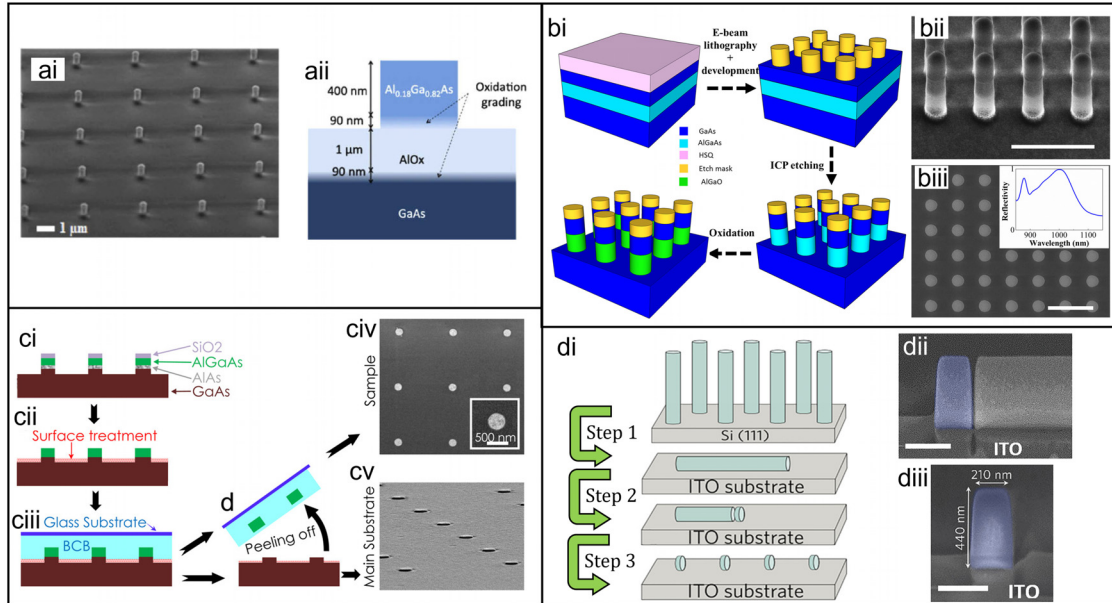 ai
1 μm
aii
400 nm
Al0.18Ga0.82As
Oxidation
grading
90 nm
1 μm
AlOx
90 nm
GaAs
bi
E-beam
lithography
+
development
GaAs
AlGaAs
HSQ
Etch mask
AlGaO
ICP etching
Oxidation
bii
biii
Reflectivity
1
0
900
1000
1100
Wavelength (nm)
ci
SiO2
AlGaAs
AlAs
GaAs
cii
Surface treatment
ciii
Glass Substrate
BCB
d
Peeling off
civ
Sample
500 nm
cv
Main Substrate
di
Si (111)
Step 1
ITO substrate
Step 2
ITO substrate
Step 3
ITO substrate
dii
ITO
diii
210 nm
440 nm
ITO